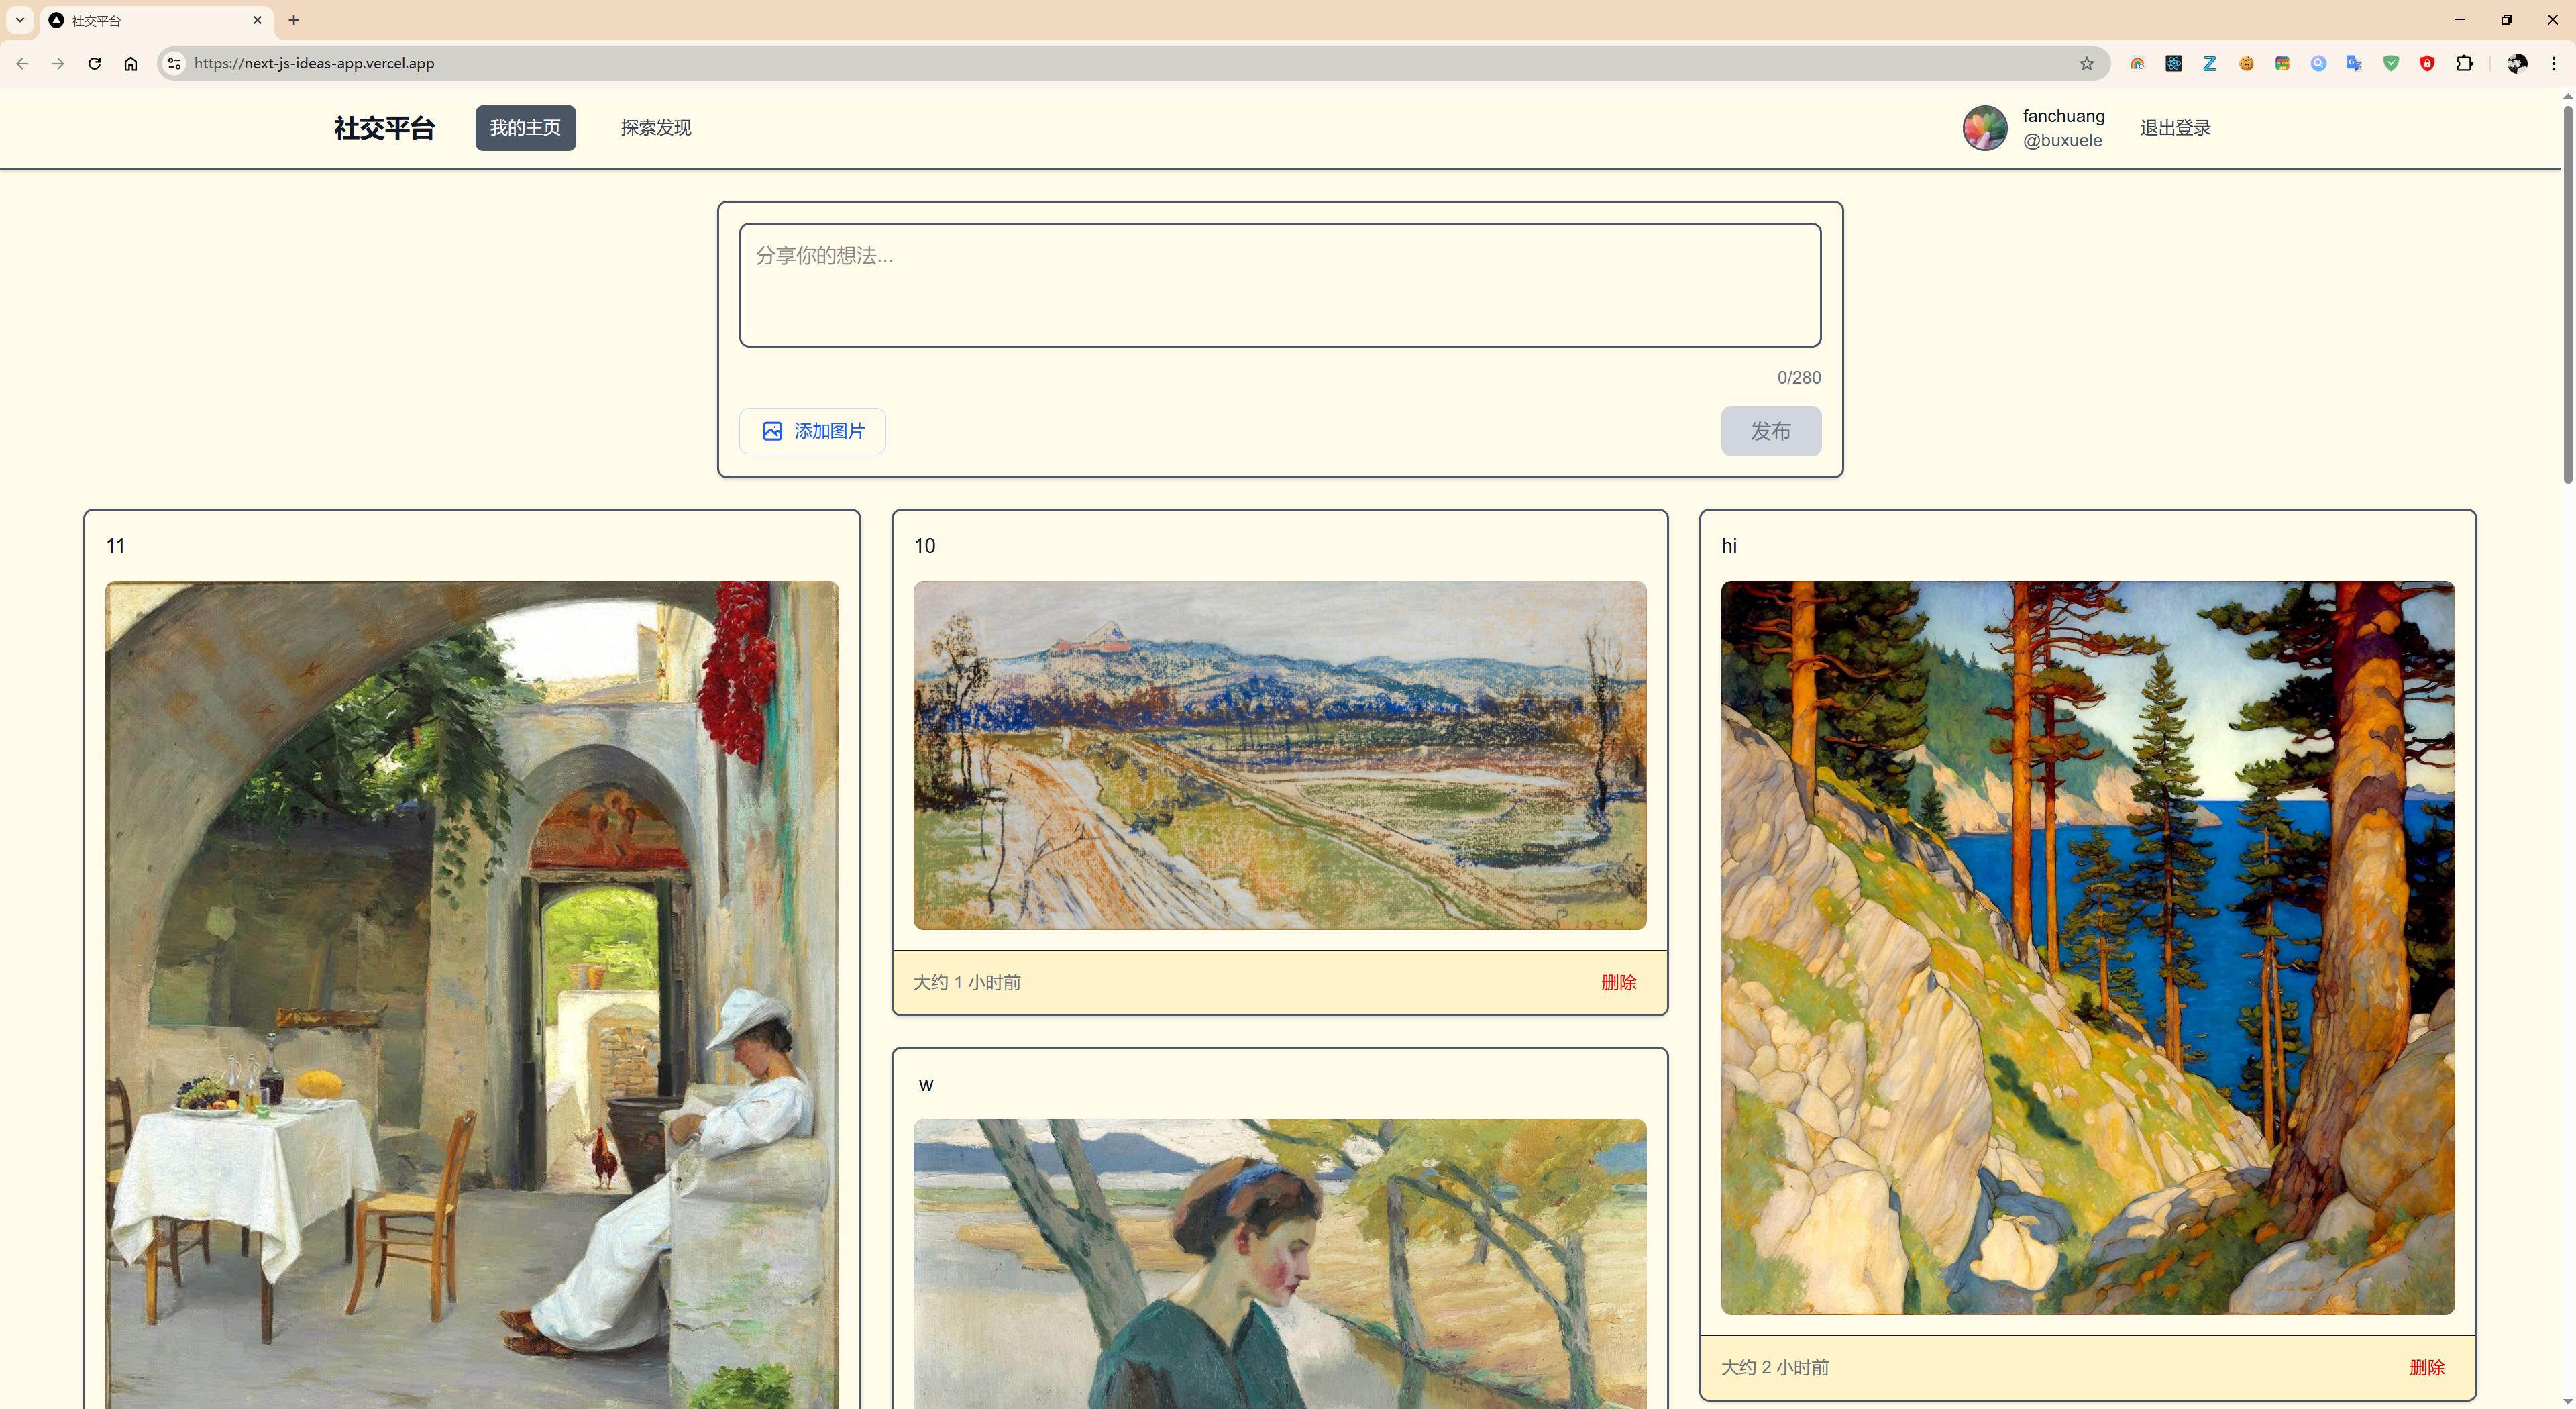 社交平台
https://next-js-ideas-app.vercel.app
社交平台
我的主页
探索发现
fanchuang
@buxuele
退出登录
分享你的想法...
0/280
添加图片
发布
11
10
大约 1 小时前
删除
w
hi
大约 2 小时前
删除